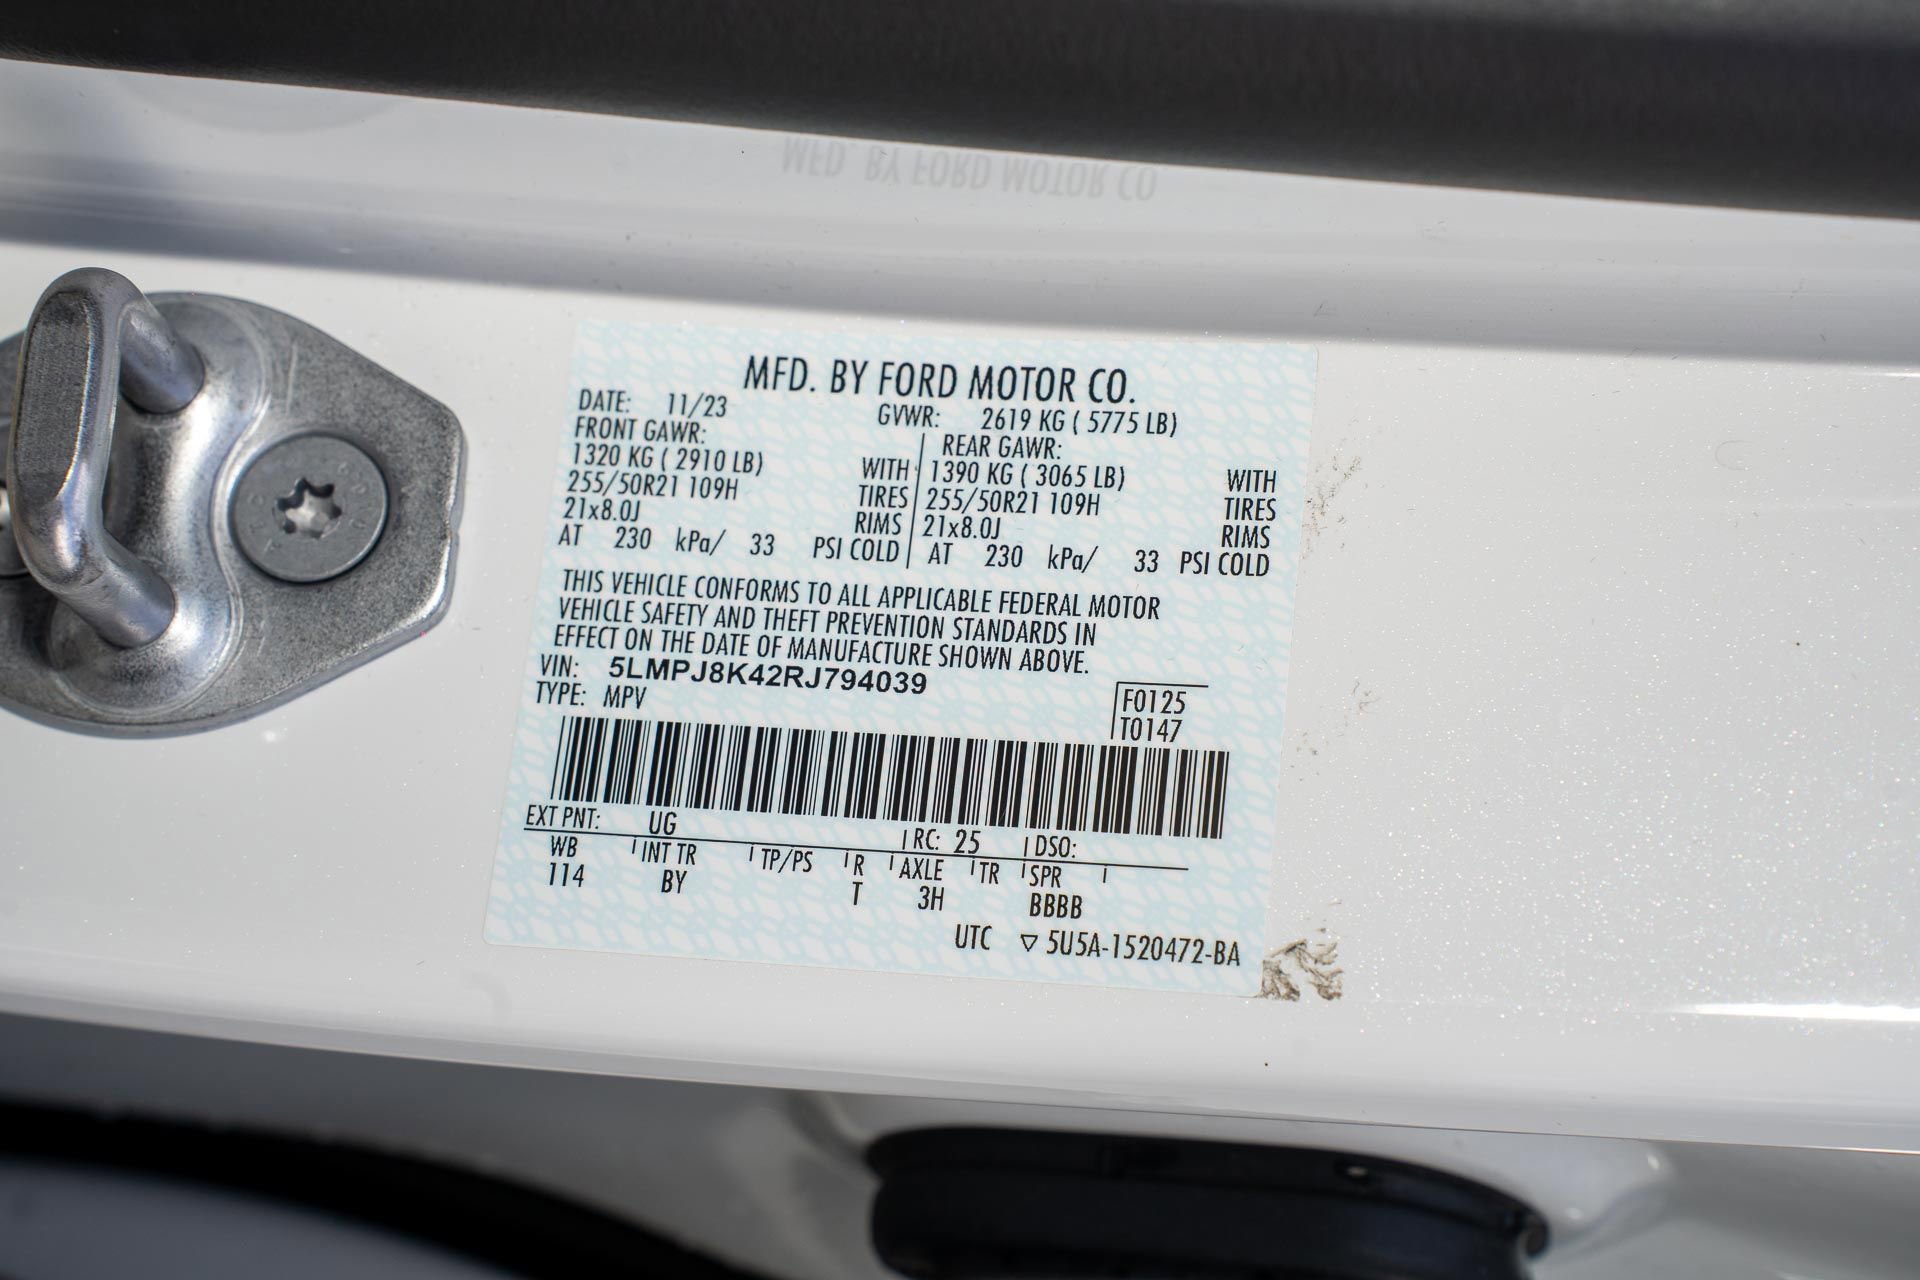 MFD. BY FORD MOTOR CO.
MFD. BY FORD MOTOR CO.
DATE: 11/23 GVWR: 2619 KG ( 5775 LB)
FRONT GAWR: REAR GAWR:
1320 KG ( 2910 LB) WITH 1390 KG ( 3065 LB) WITH
255/50R21 109H TIRES 255/50R21 109H TIRES
21x8.0J RIMS 21x8.0J RIMS
AT 230 kPa/ 33 PSI COLD AT 230 kPa/ 33 PSI COLD
THIS VEHICLE CONFORMS TO ALL APPLICABLE FEDERAL MOTOR
VEHICLE SAFETY AND THEFT PREVENTION STANDARDS IN
EFFECT ON THE DATE OF MANUFACTURE SHOWN ABOVE.
VIN: 5LMPJ8K42RJ794039
TYPE: MPV F0125
T0147
EXT PNT: UG RC: 25 DSO:
WB INT TR TP/PS R AXLE TR SPR
114 BY T 3H BBBB
UTC ▽ 5U5A-1520472-BA